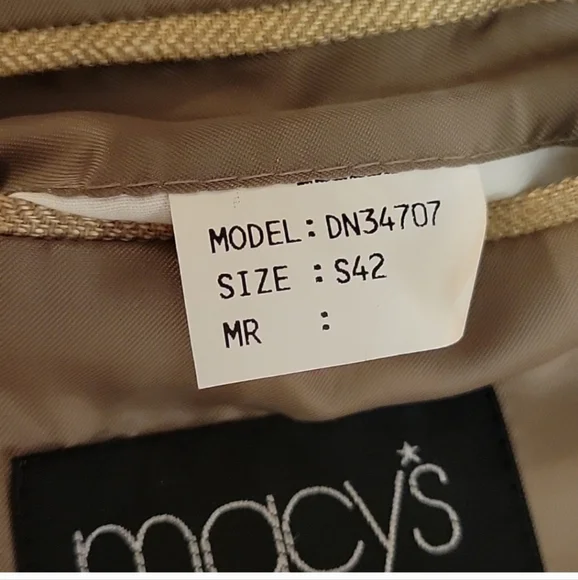 MODEL: DN34707
SIZE : S42
MR :
macy's